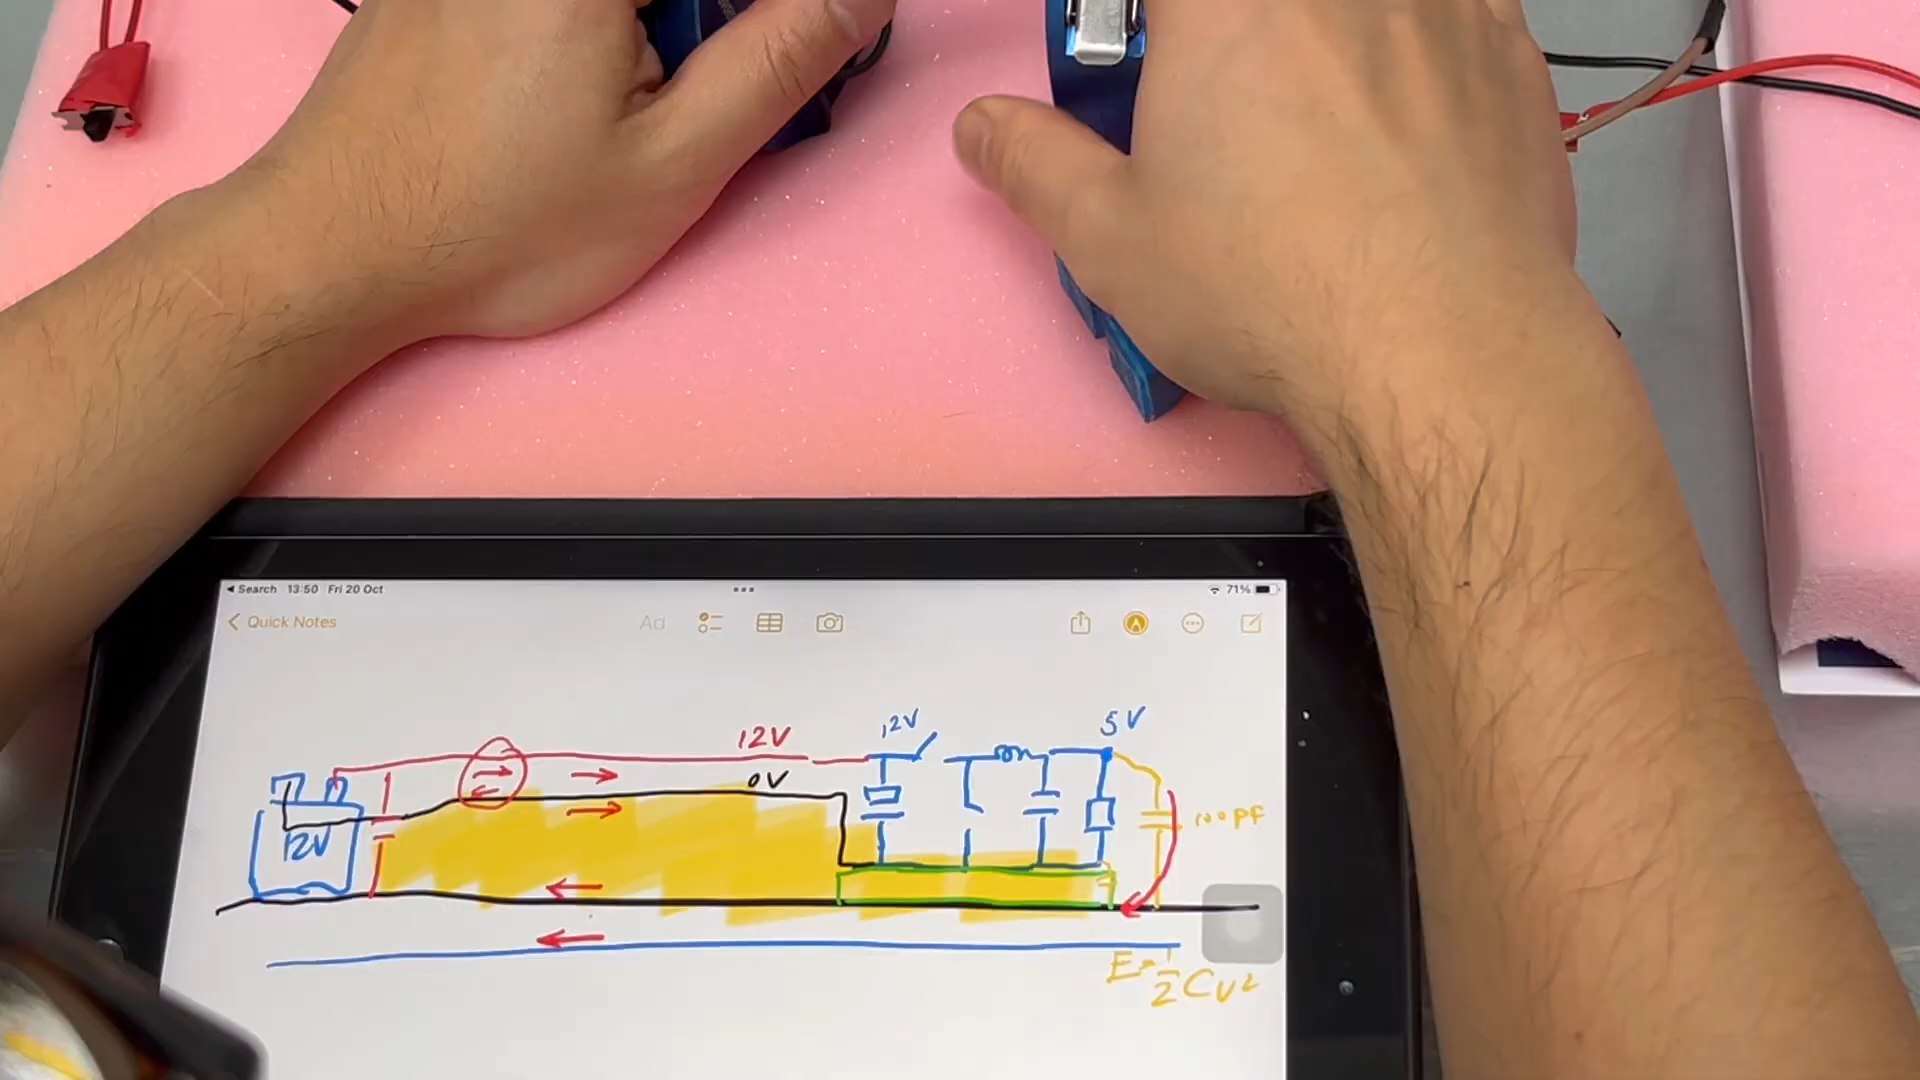 Search 13:50 Fri 20 Oct 71%
Quick Notes Aa
12V 12V 5V
0V
12V 100pF
E=1/2CV²